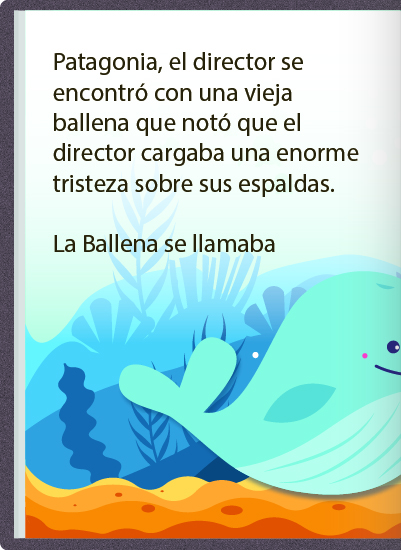 Patagonia, el director se
encontró con una vieja
ballena que notó que el
director cargaba una enorme
tristeza sobre sus espaldas.
La Ballena se llamaba